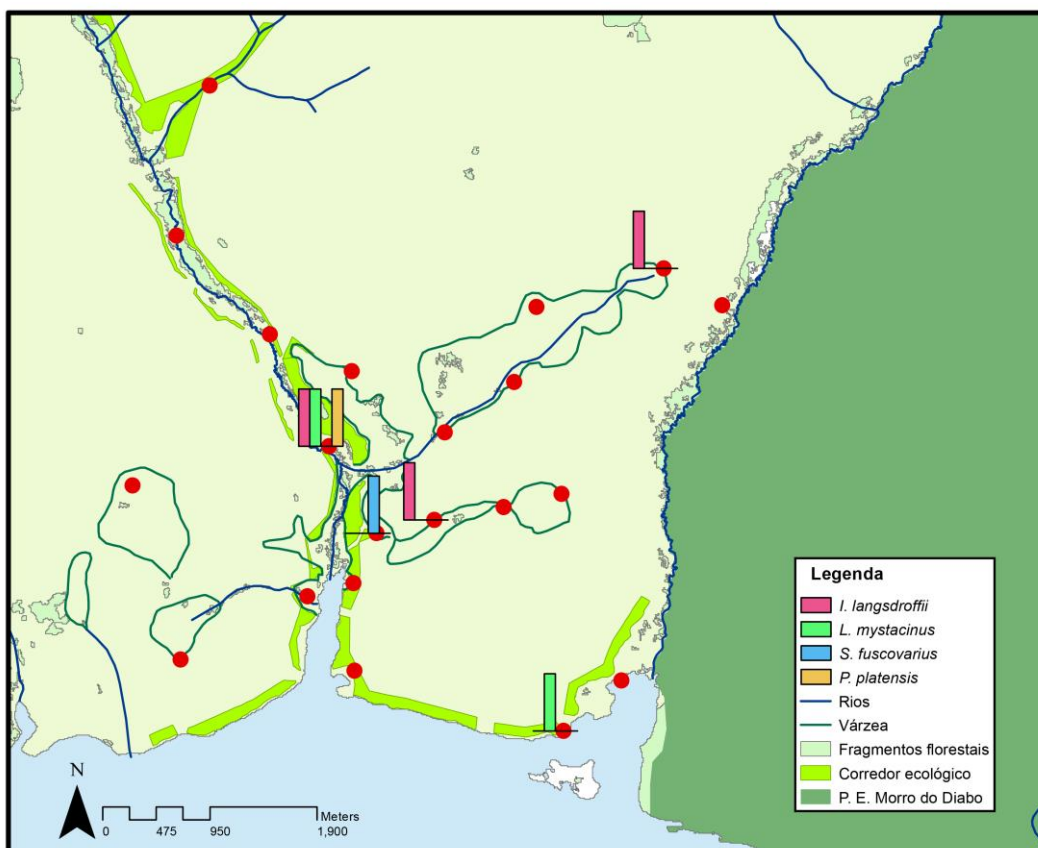 Legenda
I. langsdroffii
L. mystacinus
S. fuscovarius
P. platensis
Rios
Várzea
Fragmentos florestais
Corredor ecológico
P. E. Morro do Diabo
N
Meters
0 475 950 1,900